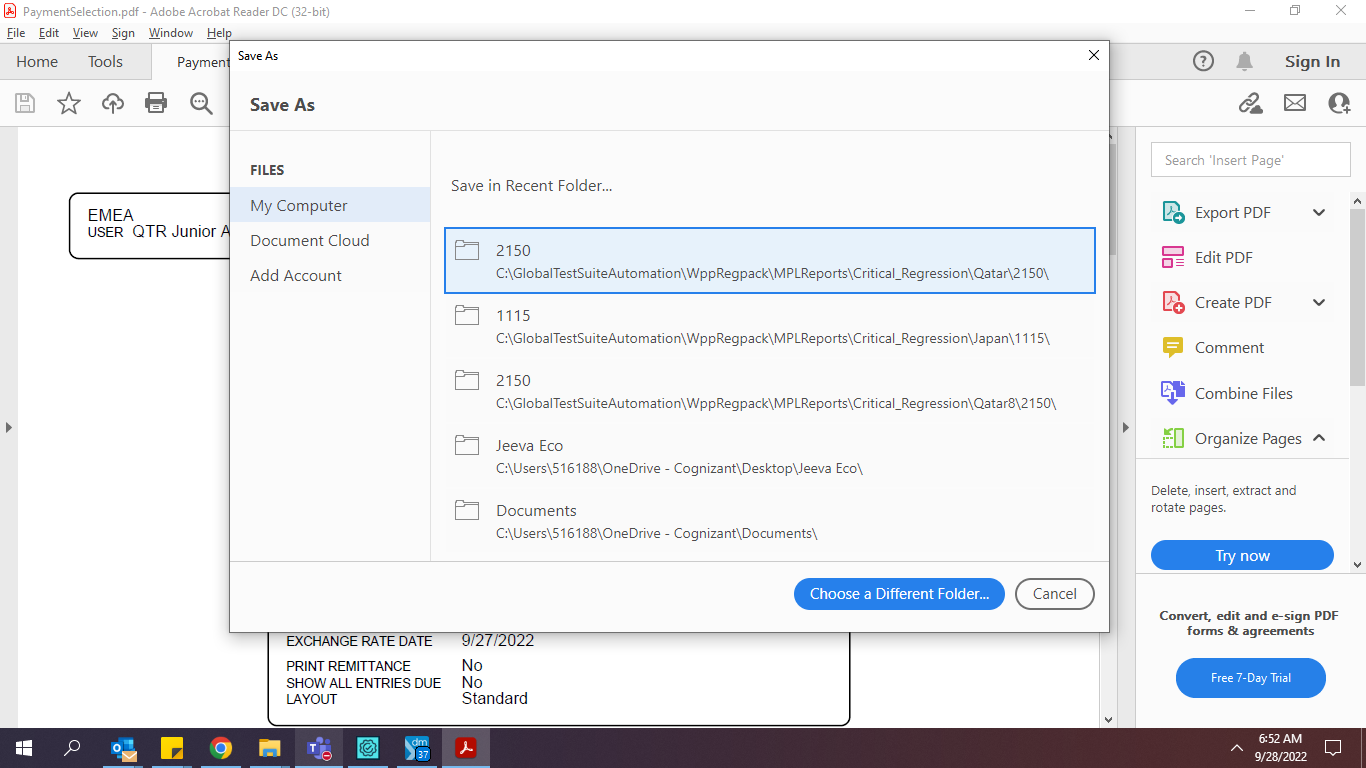 PaymentSelection.pdf - Adobe Acrobat Reader DC (32-bit)
File Edit View Sign Window Help
Home Tools Payment
Sign In
Save As
Save As
FILES
My Computer
Document Cloud
Add Account
Save in Recent Folder...
2150
C:\GlobalTestSuiteAutomation\WppRegpack\MPLReports\Critical_Regression\Qatar\2150\
1115
C:\GlobalTestSuiteAutomation\WppRegpack\MPLReports\Critical_Regression\Japan\1115\
2150
C:\GlobalTestSuiteAutomation\WppRegpack\MPLReports\Critical_Regression\Qatar8\2150\
Jeeva Eco
C:\Users\516188\OneDrive - Cognizant\Desktop\Jeeva Eco\
Documents
C:\Users\516188\OneDrive - Cognizant\Documents\
Choose a Different Folder...
Cancel
EMEA
USER QTR Junior A
EXCHANGE RATE DATE 9/27/2022
PRINT REMITTANCE No
SHOW ALL ENTRIES DUE No
LAYOUT Standard
Search 'Insert Page'
Export PDF
Edit PDF
Create PDF
Comment
Combine Files
Organize Pages
Delete, insert, extract and
rotate pages.
Try now
Convert, edit and e-sign PDF
forms & agreements
Free 7-Day Trial
dm
37
6:52 AM
9/28/2022